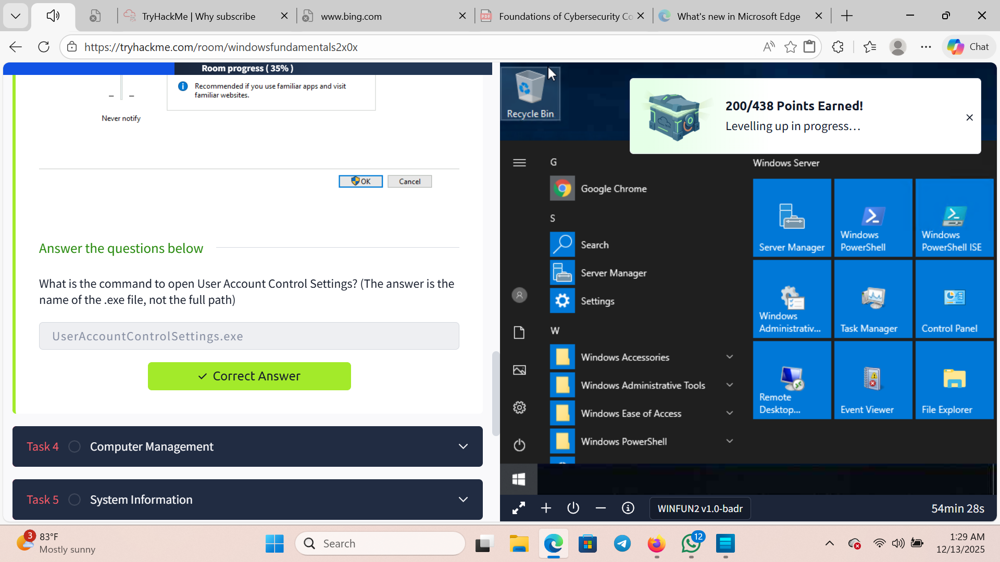 TryHackMe | Why subscribe
www.bing.com
Foundations of Cybersecurity Co
What's new in Microsoft Edge
https://tryhackme.com/room/windowsfundamentals2x0x
Chat
Room progress ( 35% )
Recommended if you use familiar apps and visit
familiar websites.
Never notify
OK
Cancel
Answer the questions below
What is the command to open User Account Control Settings? (The answer is the
name of the .exe file, not the full path)
UserAccountControlSettings.exe
Correct Answer
Task 4
Computer Management
Task 5
System Information
Recycle Bin
200/438 Points Earned!
Levelling up in progress…
G
Google Chrome
S
Search
Server Manager
Settings
W
Windows Accessories
Windows Administrative Tools
Windows Ease of Access
Windows PowerShell
Windows Server
Server Manager
Windows
PowerShell
Windows
PowerShell ISE
Windows
Administrativ...
Task Manager
Control Panel
Remote
Desktop...
Event Viewer
File Explorer
WINFUN2 v1.0-badr
54min 28s
3
83°F
Mostly sunny
Search
12
1:29 AM
12/13/2025